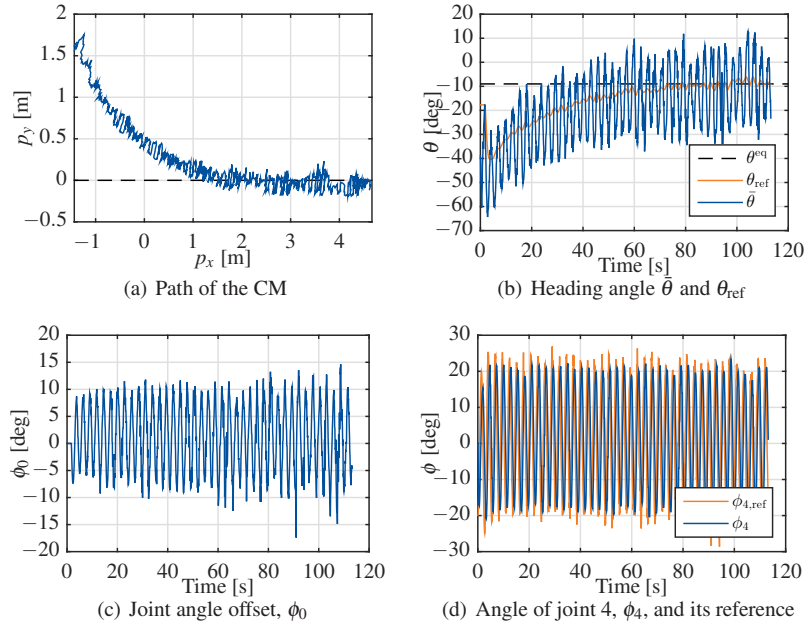 2
1.5
1
0.5
0
−0.5
p_y [m]
−1 0 1 2 3 4
p_x [m]
(a) Path of the CM
20
10
0
−10
−20
−30
−40
−50
−60
−70
θ̄ [deg]
θ^eq
θ_ref
θ̄
0 20 40 60 80 100 120
Time [s]
(b) Heading angle θ̄ and θ_ref
20
15
10
5
0
−5
−10
−15
−20
ϕ_0 [deg]
0 20 40 60 80 100 120
Time [s]
(c) Joint angle offset, ϕ_0
30
20
10
0
−10
−20
−30
ϕ [deg]
ϕ_4,ref
ϕ_4
0 20 40 60 80 100 120
Time [s]
(d) Angle of joint 4, ϕ_4, and its reference